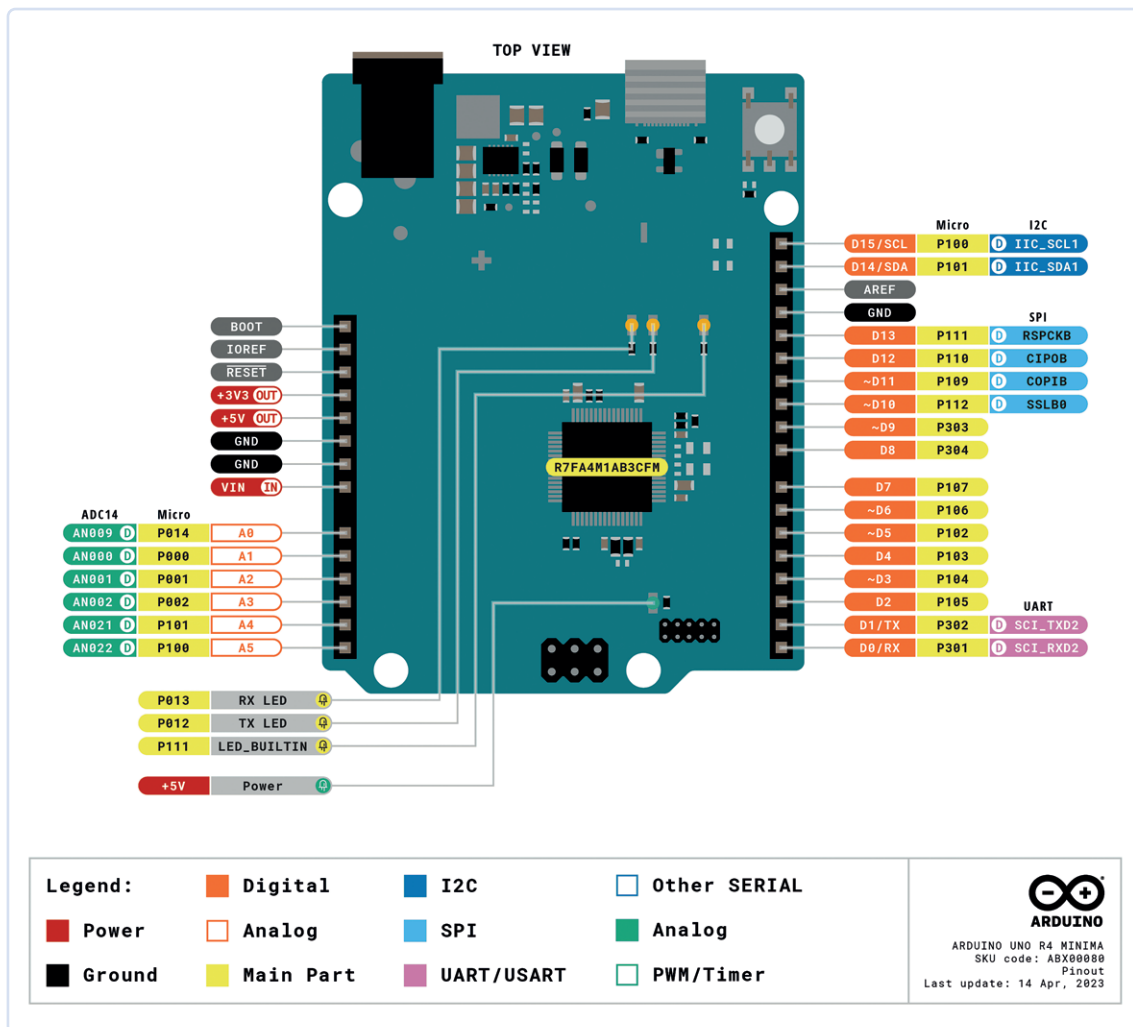 TOP VIEW
Micro I2C
D15/SCL P100 D IIC_SCL1
D14/SDA P101 D IIC_SDA1
AREF
GND
SPI
D13 P111 D RSPCKB
D12 P110 D CIPOB
~D11 P109 D COPIB
~D10 P112 D SSLB0
~D9 P303
D8 P304
D7 P107
~D6 P106
~D5 P102
D4 P103
~D3 P104
D2 P105
UART
D1/TX P302 D SCI_TXD2
D0/RX P301 D SCI_RXD2
BOOT
IOREF
RESET
+3V3 OUT
+5V OUT
GND
GND
VIN IN
R7FA4M1AB3CFM
ADC14 Micro
AN009 D P014 A0
AN000 D P000 A1
AN001 D P001 A2
AN002 D P002 A3
AN021 D P101 A4
AN022 D P100 A5
P013 RX LED
P012 TX LED
P111 LED_BUILTIN
+5V Power
Legend: Digital I2C Other SERIAL
Power Analog SPI Analog
Ground Main Part UART/USART PWM/Timer
ARDUINO
ARDUINO UNO R4 MINIMA
SKU code: ABX00080
Pinout
Last update: 14 Apr, 2023